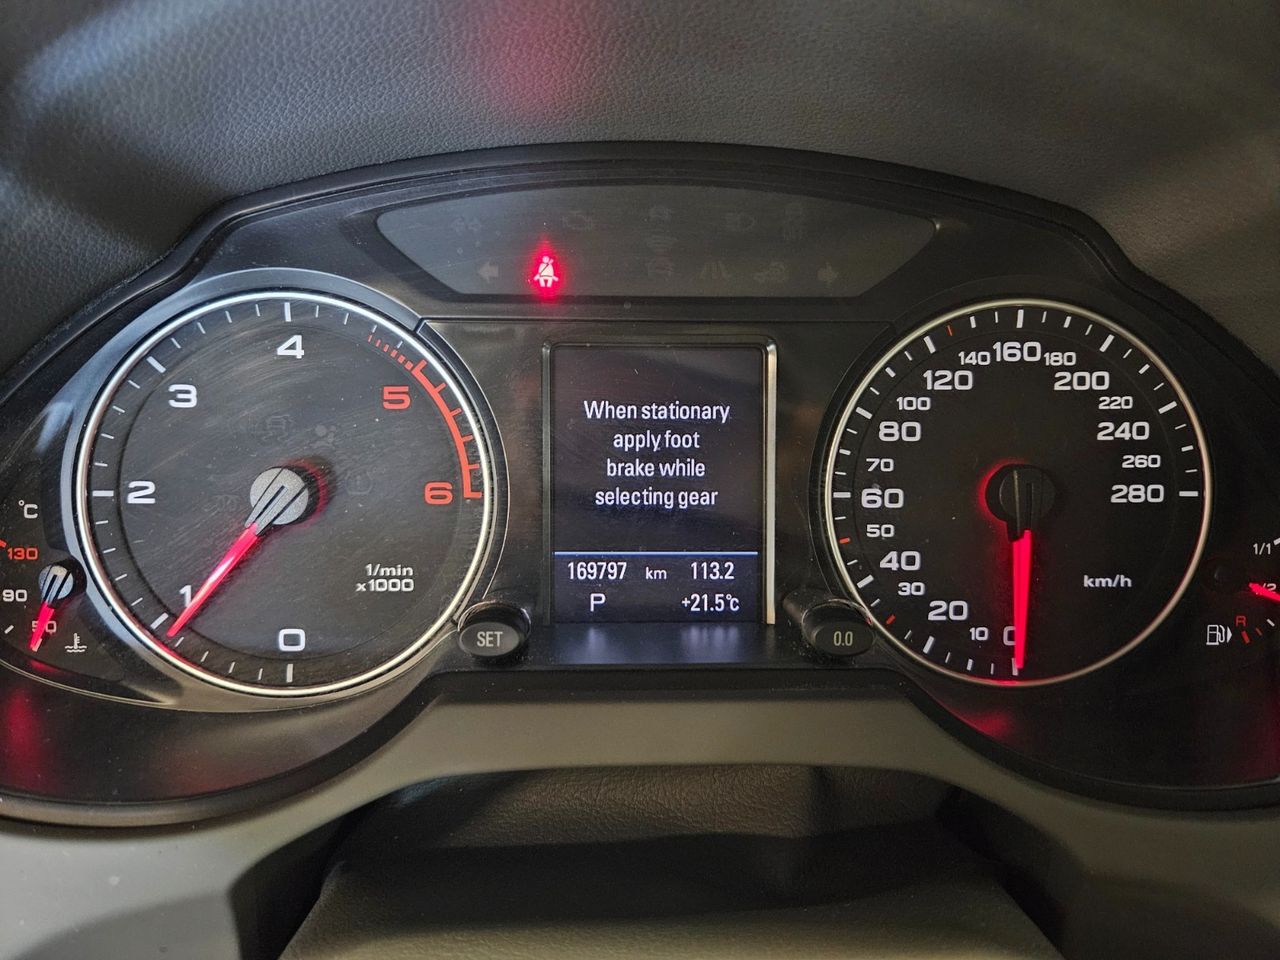 4
3
5
2
6
1
0
1/min
x1000
°C
130
90
50
When stationary
apply foot
brake while
selecting gear
169797 km 113.2
P +21.5°C
SET
0.0
140 160 180
120 200
100 220
80 240
70 260
60 280
50
40
30
20
10 0
km/h
1/1
R